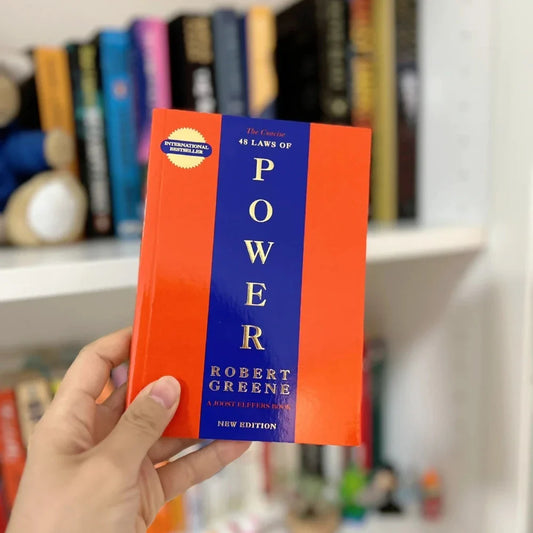 INTERNATIONAL
BESTSELLER
The Concise
48 LAWS OF
POWER
ROBERT
GREENE
A JOOST ELFFERS BOOK
NEW EDITION